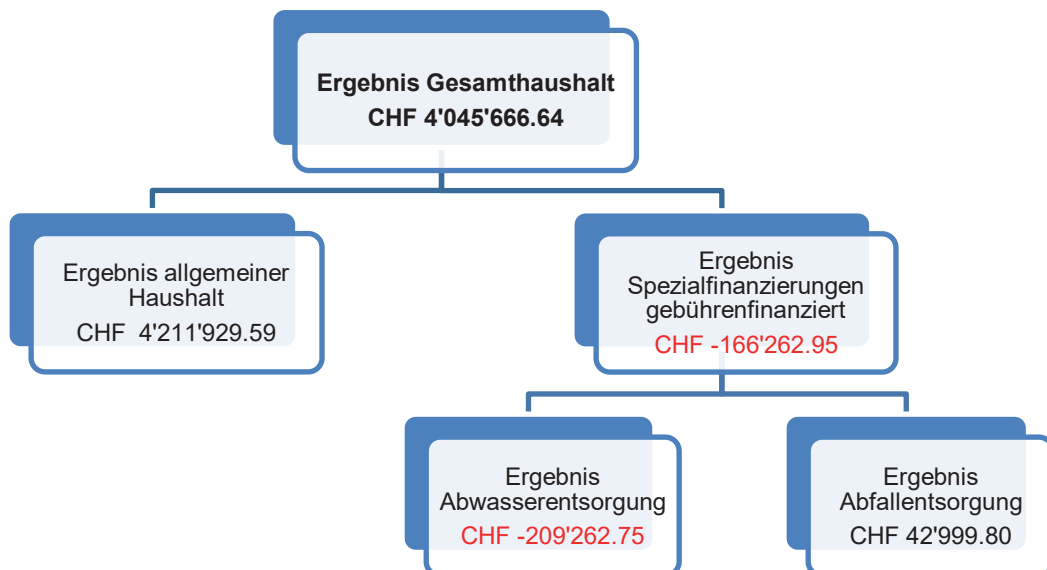 Ergebnis Gesamthaushalt
CHF 4'045'666.64
Ergebnis allgemeiner
Haushalt
CHF  4'211'929.59
Ergebnis
Spezialfinanzierungen
gebührenfinanziert
CHF -166'262.95
Ergebnis
Abwasserentsorgung
CHF -209'262.75
Ergebnis
Abfallentsorgung
CHF 42'999.80